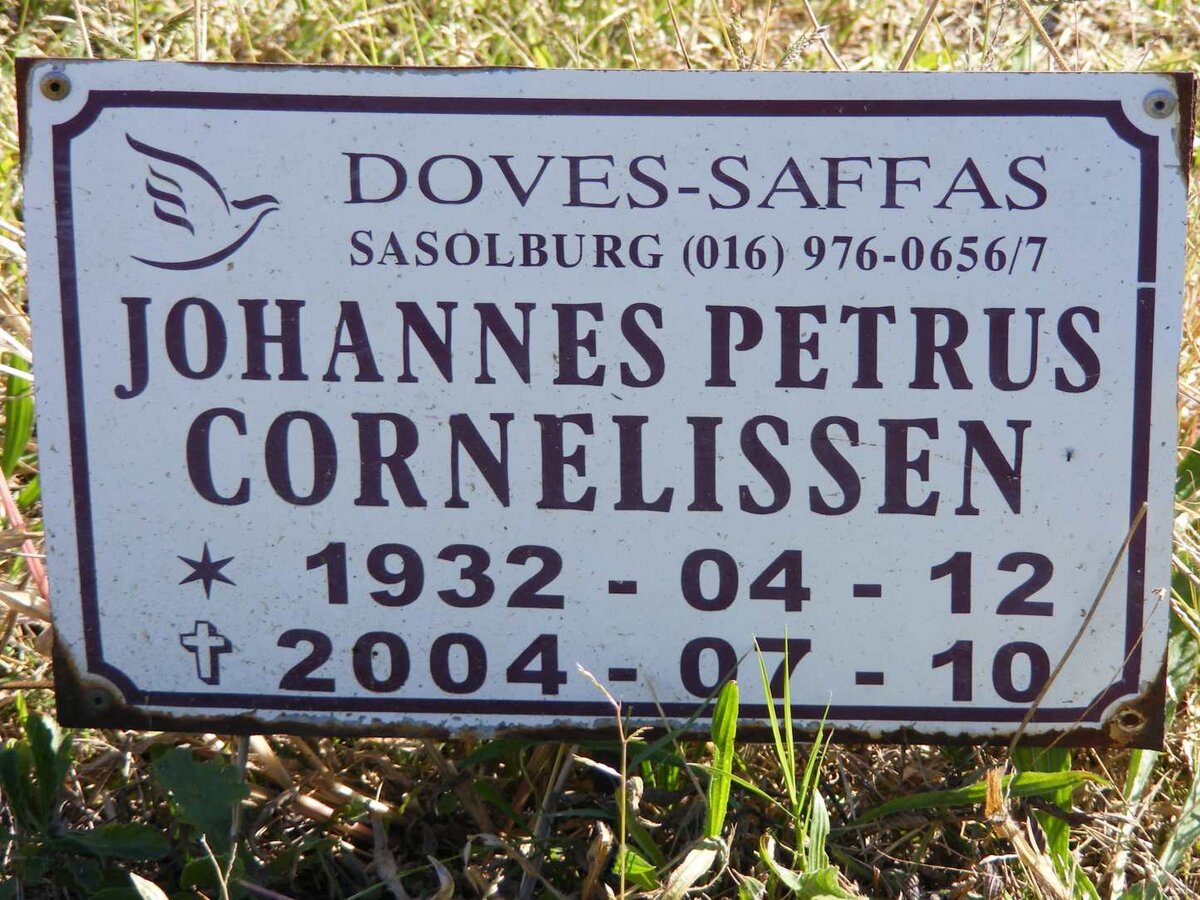 DOVES-SAFFAS
SASOLBURG (016) 976-0656/7
JOHANNES PETRUS
CORNELISSEN
1932 - 04 - 12
2004 - 07 - 10